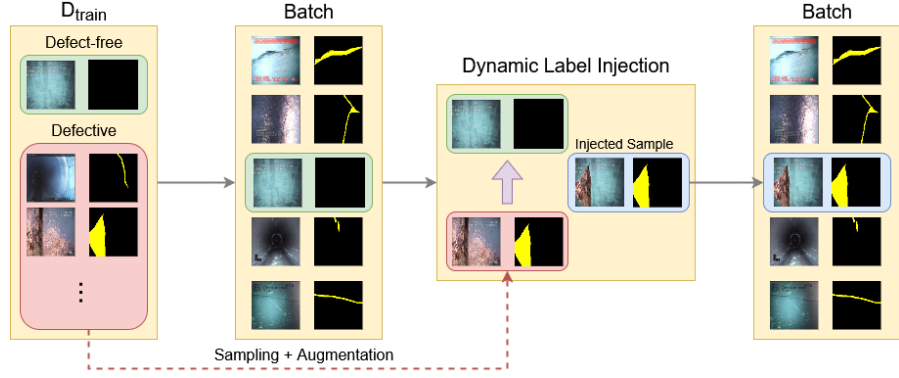 D_train
Defect-free
Defective
Batch
Dynamic Label Injection
Injected Sample
Batch
Sampling + Augmentation